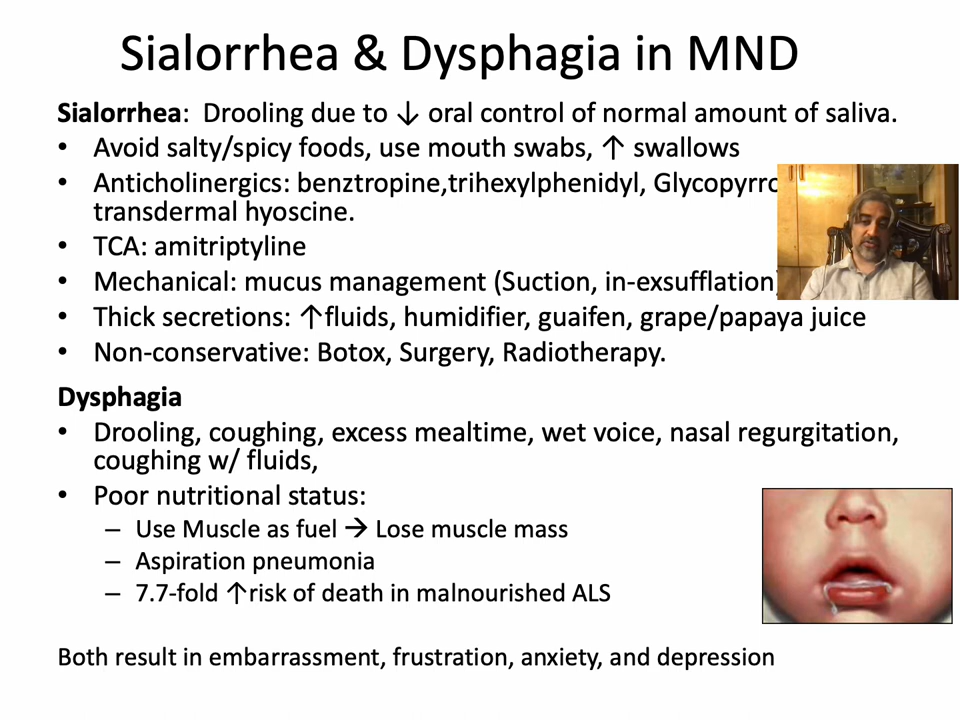 Sialorrhea & Dysphagia in MND
Sialorrhea: Drooling due to ↓ oral control of normal amount of saliva.
• Avoid salty/spicy foods, use mouth swabs, ↑ swallows
• Anticholinergics: benztropine,trihexylphenidyl,
transdermal hyoscine.
• TCA: amitriptyline
• Mechanical: mucus management (Suction, in-exsufflation)
• Thick secretions: ↑fluids, humidifier, guaifen, grape/papaya juice
• Non-conservative: Botox, Surgery, Radiotherapy.
Dysphagia
• Drooling, coughing, excess mealtime, wet voice, nasal regurgitation,
coughing w/ fluids,
• Poor nutritional status:
– Use Muscle as fuel → Lose muscle mass
– Aspiration pneumonia
– 7.7-fold ↑risk of death in malnourished ALS
Both result in embarrassment, frustration, anxiety, and depression